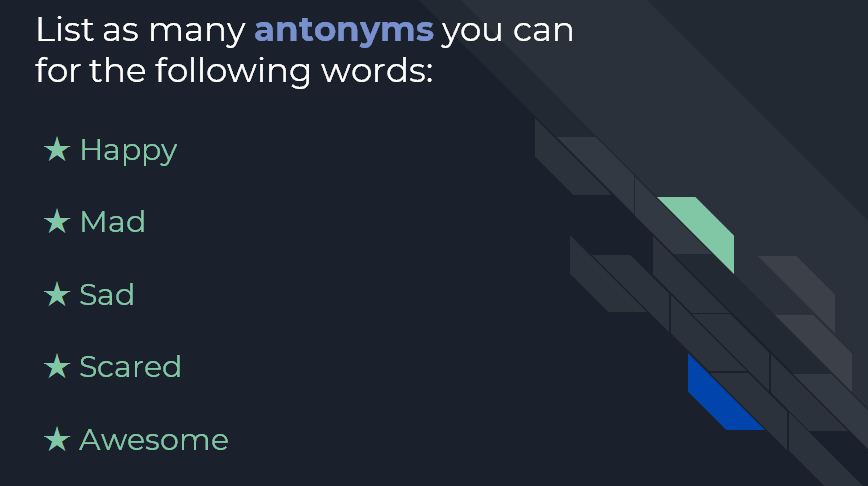 List as many antonyms you can
for the following words:
★ Happy
★ Mad
★ Sad
★ Scared
★ Awesome